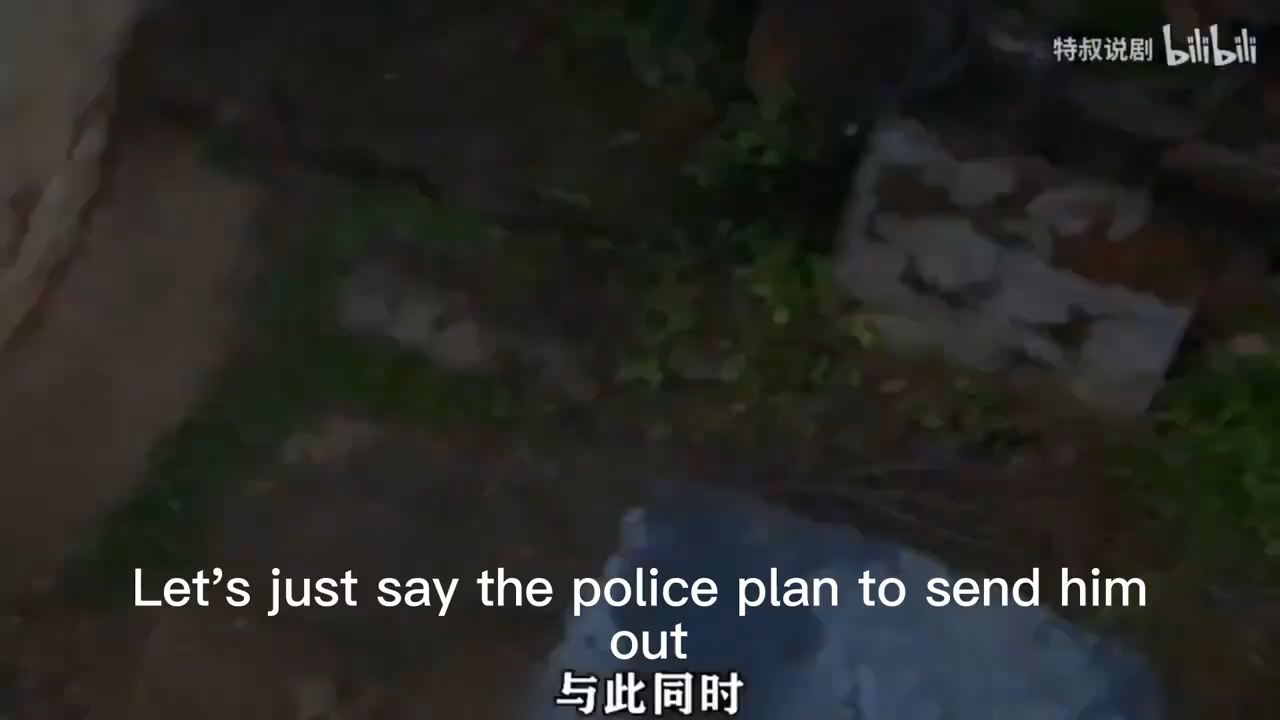 特叔说剧 bilibili
Let's just say the police plan to send him
out
与此同时